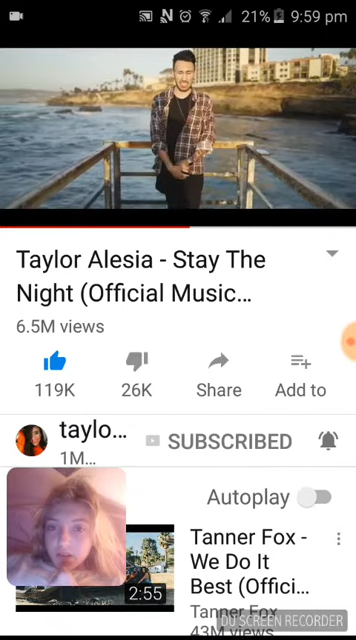 21% 9:59 pm
Taylor Alesia - Stay The
Night (Official Music...
6.5M views
119K 26K Share Add to
taylo... SUBSCRIBED
1M...
Autoplay
Tanner Fox -
We Do It
Best (Offici...
2:55
Tanner Fox
43M views
DU SCREEN RECORDER